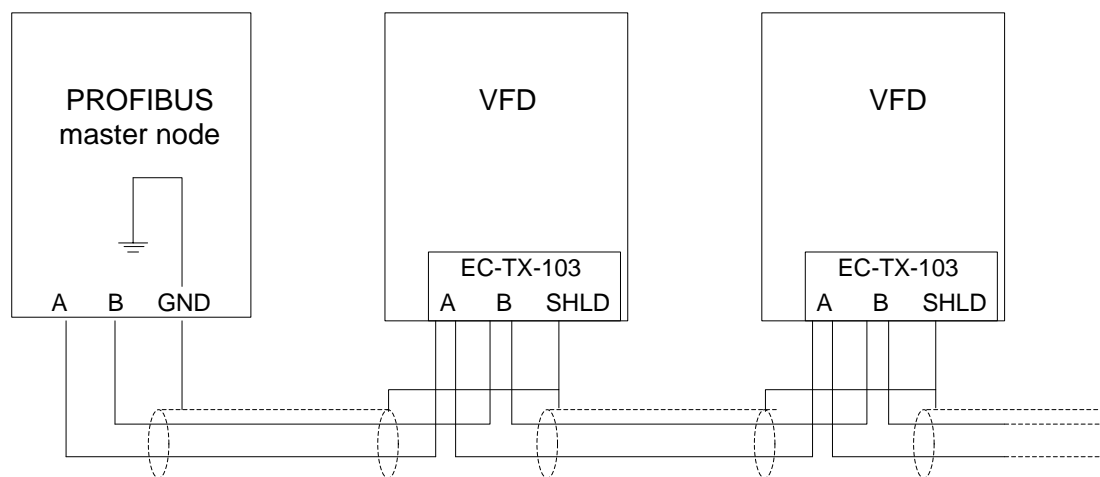 PROFIBUS
master node
A B GND
VFD
EC-TX-103
A B SHLD
VFD
EC-TX-103
A B SHLD